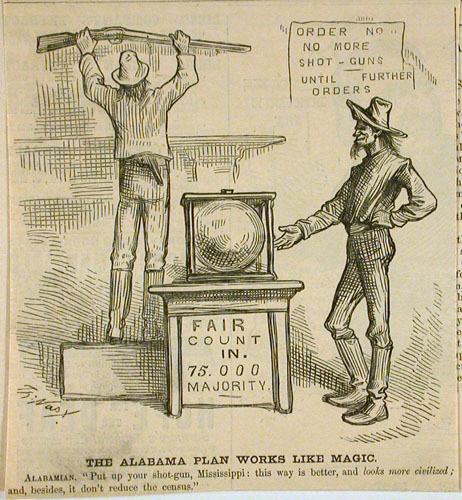 ORDER NO
NO MORE
SHOT-GUNS
UNTIL FURTHER
ORDERS
FAIR
COUNT
IN.
75.000
MAJORITY.
Th. Nast
THE ALABAMA PLAN WORKS LIKE MAGIC.
ALABAMIAN. "Put up your shot-gun, Mississippi: this way is better, and looks more civilized;
and, besides, it don't reduce the census."